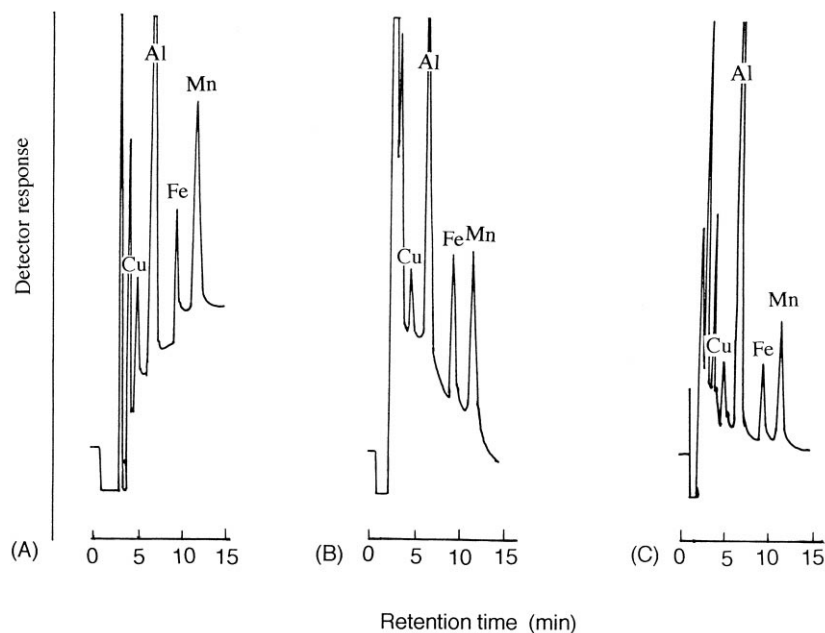 Detector response
Al
Mn
Fe
Cu
(A)
0 5 10 15
Al
Cu
Fe Mn
(B)
0 5 10 15
Al
Mn
Cu
Fe
(C)
0 5 10 15
Retention time (min)